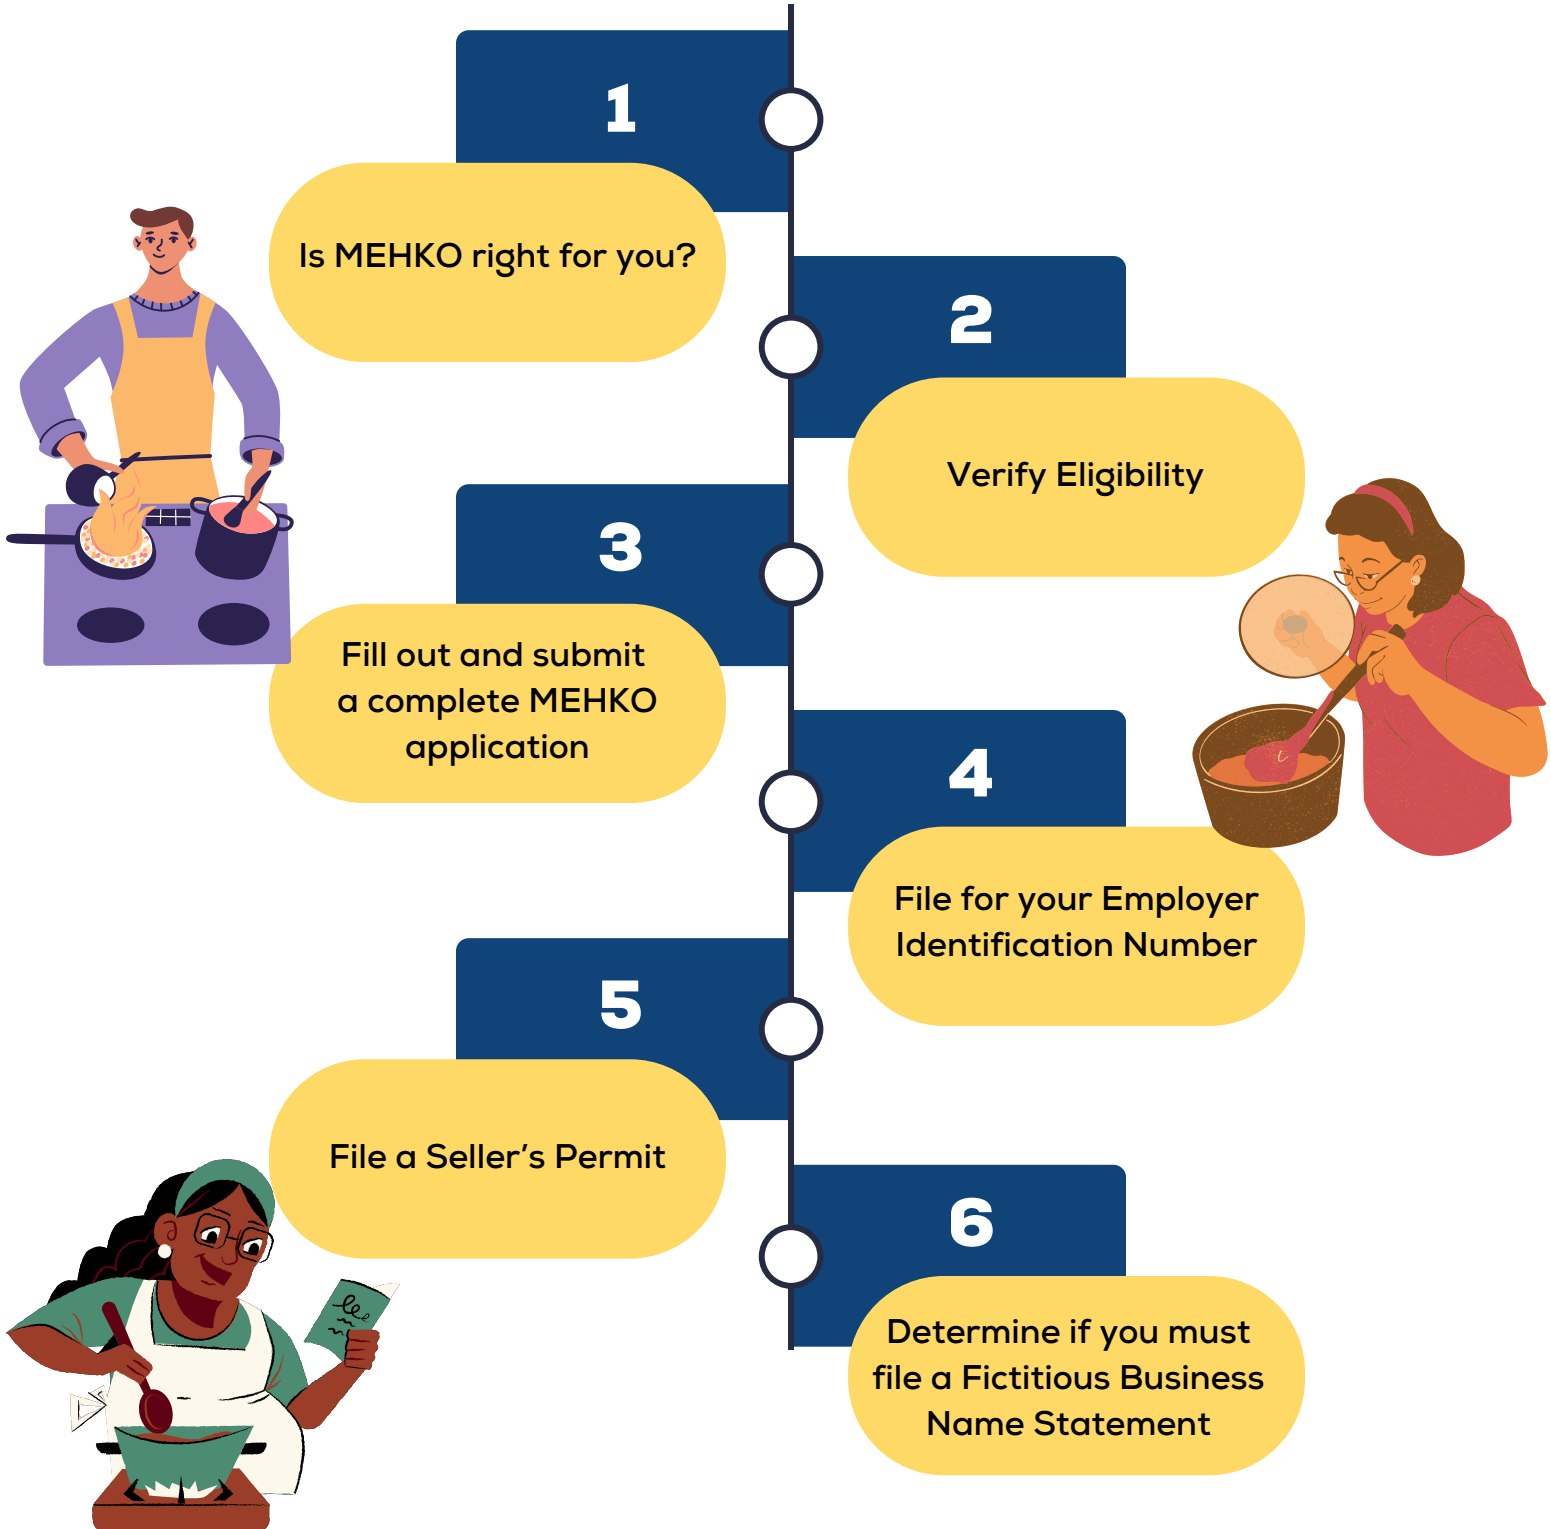 1
Is MEHKO right for you?
2
Verify Eligibility
3
Fill out and submit
a complete MEHKO
application
4
File for your Employer
Identification Number
5
File a Seller’s Permit
6
Determine if you must
file a Fictitious Business
Name Statement